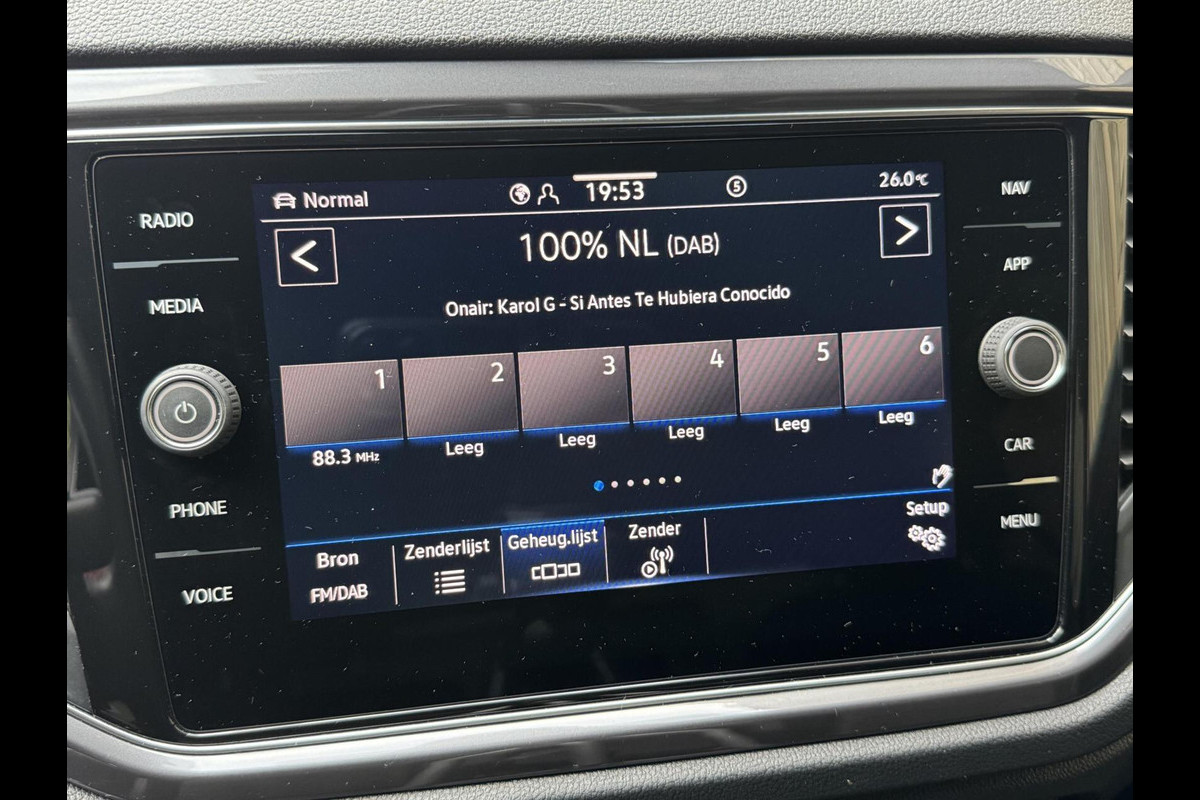 RADIO
MEDIA
PHONE
VOICE
Normal
19:53
5
26.0°C
100% NL (DAB)
Onair: Karol G - Si Antes Te Hubiera Conocido
1 2 3 4 5 6
88.3 MHz Leeg Leeg Leeg Leeg Leeg
Bron
FM/DAB
Zenderlijst
Geheug.lijst
Zender
Setup
NAV
APP
CAR
MENU